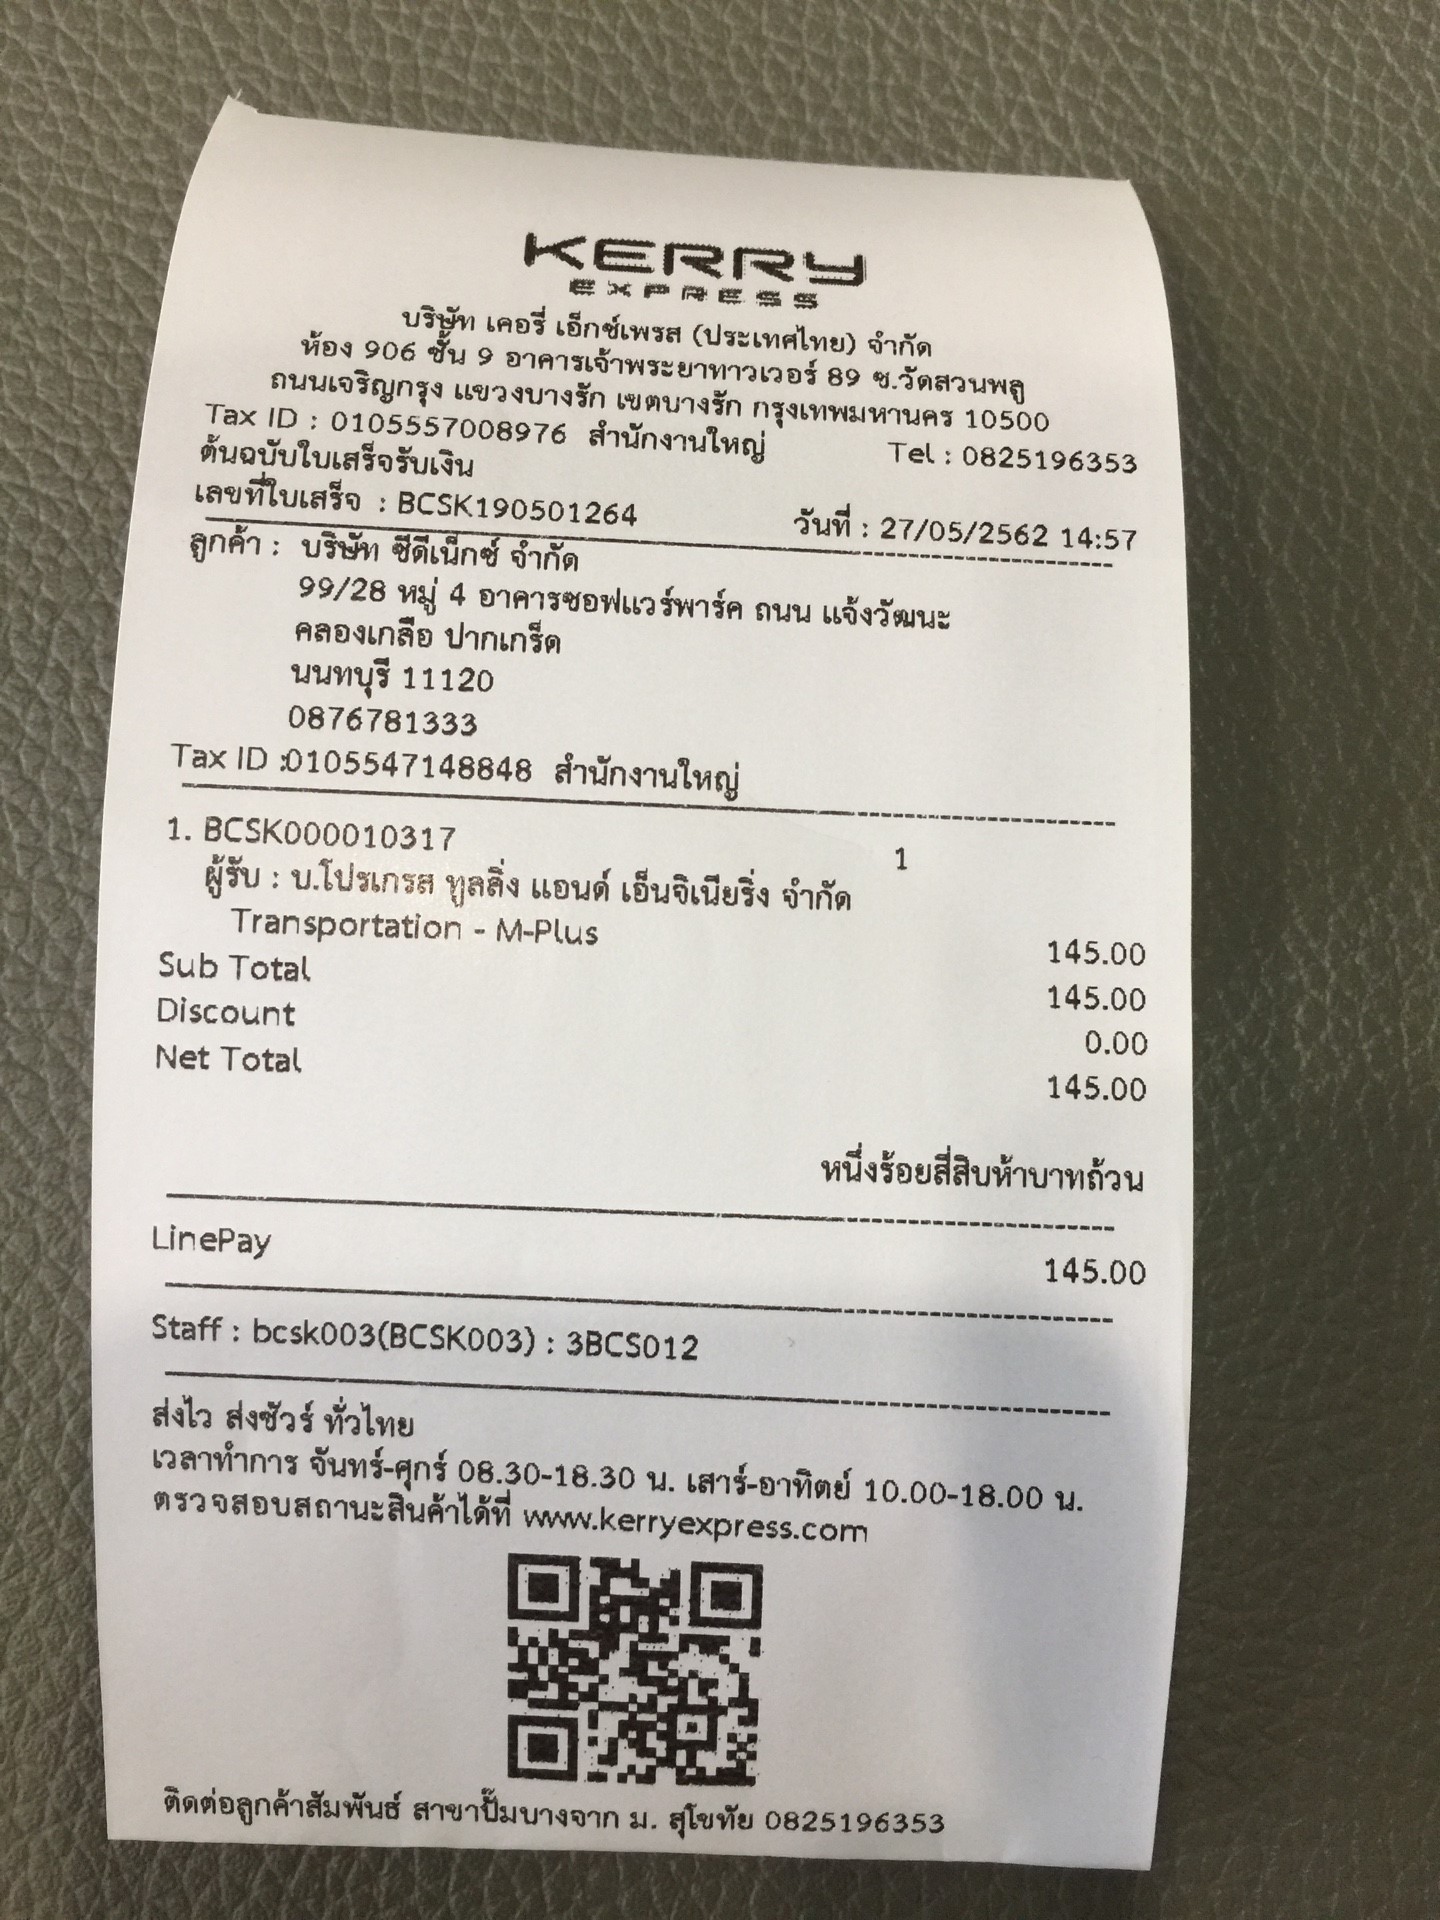 KERRY
EXPRESS
บริษัท เคอรี่ เอ็กซ์เพรส (ประเทศไทย) จำกัด
ห้อง 906 ชั้น 9 อาคารเจ้าพระยาทาวเวอร์ 89 ซ.วัดสวนพลู
ถนนเจริญกรุง แขวงบางรัก เขตบางรัก กรุงเทพมหานคร 10500
Tax ID : 0105557008976 สำนักงานใหญ่ Tel : 0825196353
ต้นฉบับใบเสร็จรับเงิน
เลขที่ใบเสร็จ : BCSK190501264 วันที่ : 27/05/2562 14:57
ลูกค้า : บริษัท ซีดีเน็กซ์ จำกัด
99/28 หมู่ 4 อาคารซอฟแวร์พาร์ค ถนน แจ้งวัฒนะ
คลองเกลือ ปากเกร็ด
นนทบุรี 11120
0876781333
Tax ID :0105547148848 สำนักงานใหญ่
1. BCSK000010317 1
ผู้รับ : บ.โปรเกรส ทูลลิ่ง แอนด์ เอ็นจิเนียริ่ง จำกัด
Transportation - M-Plus 145.00
Sub Total 145.00
Discount 0.00
Net Total 145.00
หนึ่งร้อยสี่สิบห้าบาทถ้วน
LinePay 145.00
Staff : bcsk003(BCSK003) : 3BCS012
ส่งไว ส่งชัวร์ ทั่วไทย
เวลาทำการ จันทร์-ศุกร์ 08.30-18.30 น. เสาร์-อาทิตย์ 10.00-18.00 น.
ตรวจสอบสถานะสินค้าได้ที่ www.kerryexpress.com
ติดต่อลูกค้าสัมพันธ์ สาขาปั๊มบางจาก ม. สุโขทัย 0825196353